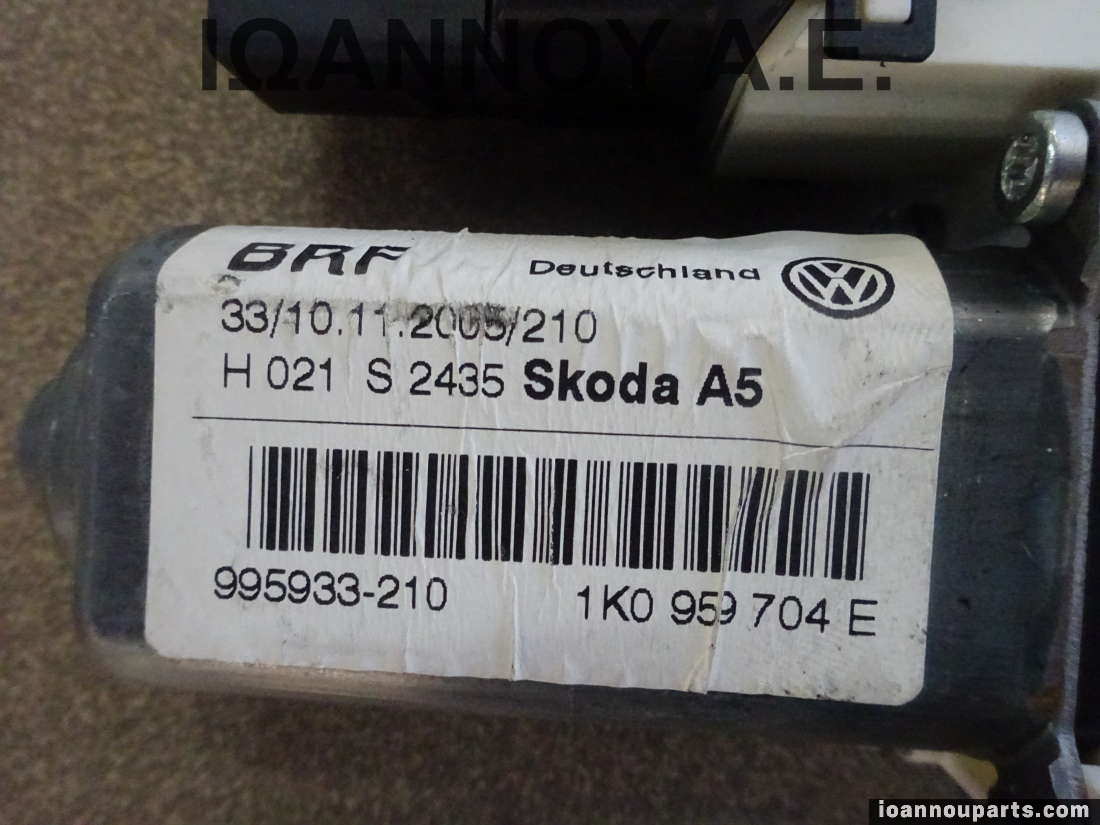 ΙΩΑΝΝΟΥ Α.Ε.
BRF
Deutschland
33/10.11.2005/210
H 021 S 2435 Skoda A5
995933-210 1K0 959 704 E
ioannouparts.com